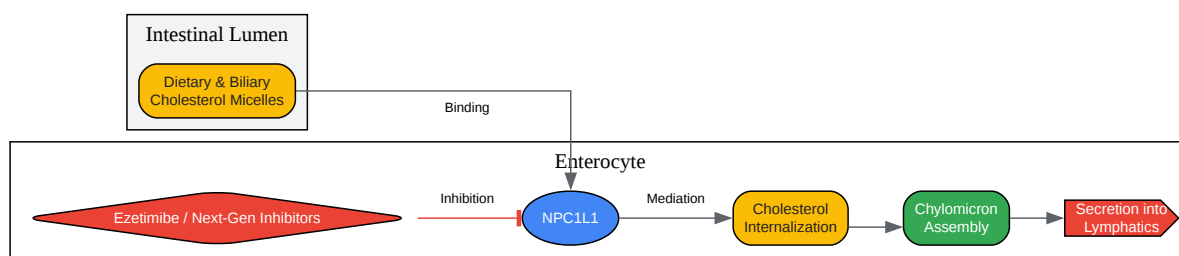 Intestinal Lumen
Dietary & Biliary
Cholesterol Micelles
Binding
Enterocyte
Ezetimibe / Next-Gen Inhibitors
Inhibition
NPC1L1
Mediation
Cholesterol
Internalization
Chylomicron
Assembly
Secretion into
Lymphatics